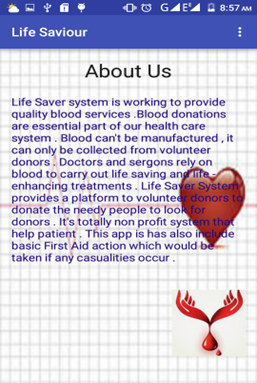 G E 8:57 AM
Life Saviour
About Us
Life Saver system is working to provide
quality blood services .Blood donations
are essential part of our health care
system . Blood can't be manufactured , it
can only be collected from volunteer
donors . Doctors and sergons rely on
blood to carry out life saving and life -
enhancing treatments . Life Saver System
provides a platform to volunteer donors to
donate the needy people to look for
donors . It's totally non profit system that
help patient . This app is has also include
basic First Aid action which would be
taken if any casualities occur .